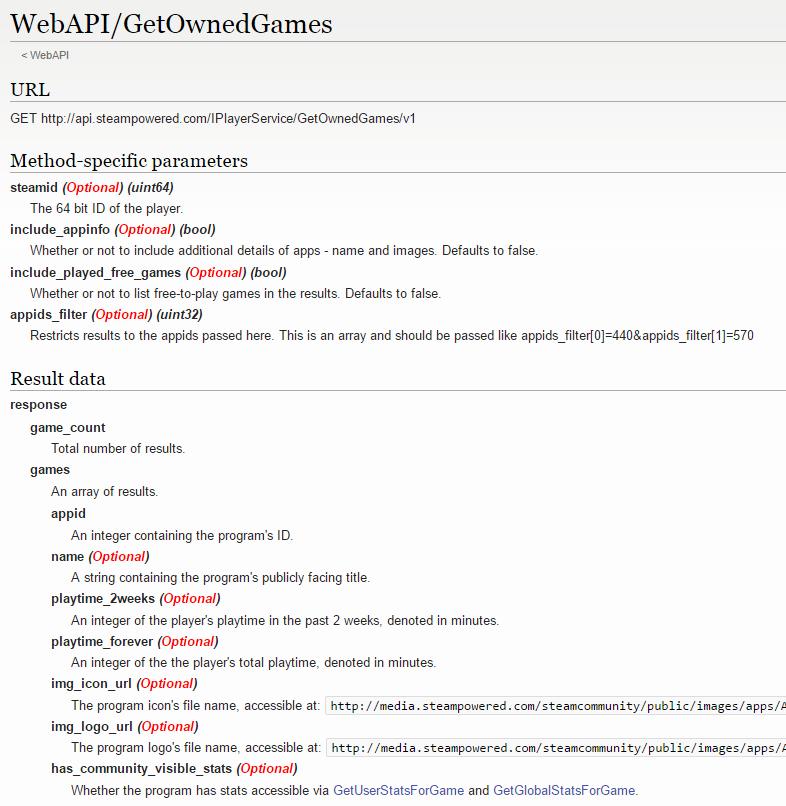 WebAPI/GetOwnedGames
< WebAPI
URL
GET http://api.steampowered.com/IPlayerService/GetOwnedGames/v1
Method-specific parameters
steamid (Optional) (uint64)
The 64 bit ID of the player.
include_appinfo (Optional) (bool)
Whether or not to include additional details of apps - name and images. Defaults to false.
include_played_free_games (Optional) (bool)
Whether or not to list free-to-play games in the results. Defaults to false.
appids_filter (Optional) (uint32)
Restricts results to the appids passed here. This is an array and should be passed like appids_filter[0]=440&appids_filter[1]=570
Result data
response
game_count
Total number of results.
games
An array of results.
appid
An integer containing the program's ID.
name (Optional)
A string containing the program's publicly facing title.
playtime_2weeks (Optional)
An integer of the player's playtime in the past 2 weeks, denoted in minutes.
playtime_forever (Optional)
An integer of the the player's total playtime, denoted in minutes.
img_icon_url (Optional)
The program icon's file name, accessible at: http://media.steampowered.com/steamcommunity/public/images/apps/A
img_logo_url (Optional)
The program logo's file name, accessible at: http://media.steampowered.com/steamcommunity/public/images/apps/A
has_community_visible_stats (Optional)
Whether the program has stats accessible via GetUserStatsForGame and GetGlobalStatsForGame.